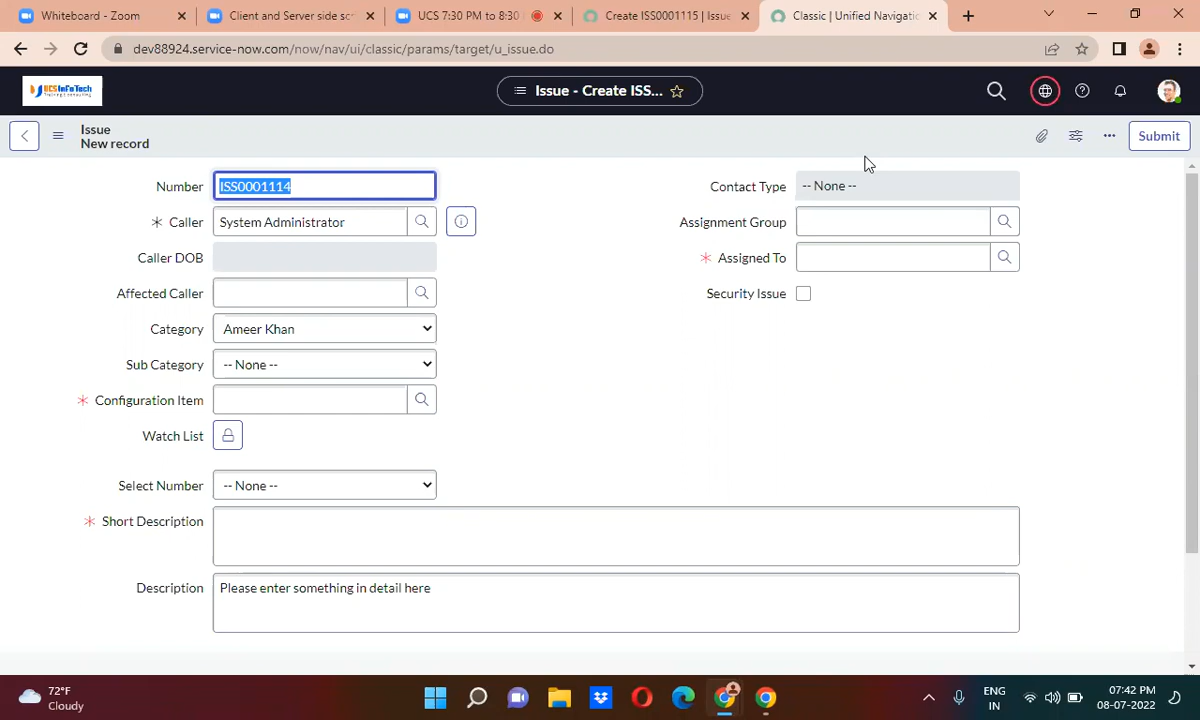 Whiteboard - Zoom
Client and Server side scr
UCS 7:30 PM to 8:30
Create ISS0001115 | Issue
Classic | Unified Navigatio
dev88924.service-now.com/now/nav/ui/classic/params/target/u_issue.do
UCSInfoTech
Issue - Create ISS...
Issue
New record
Submit
Number ISS0001114
Contact Type -- None --
* Caller System Administrator
Assignment Group
Caller DOB
* Assigned To
Affected Caller
Security Issue
Category Ameer Khan
Sub Category -- None --
* Configuration Item
Watch List
Select Number -- None --
* Short Description
Description Please enter something in detail here
72°F
Cloudy
ENG
IN
07:42 PM
08-07-2022